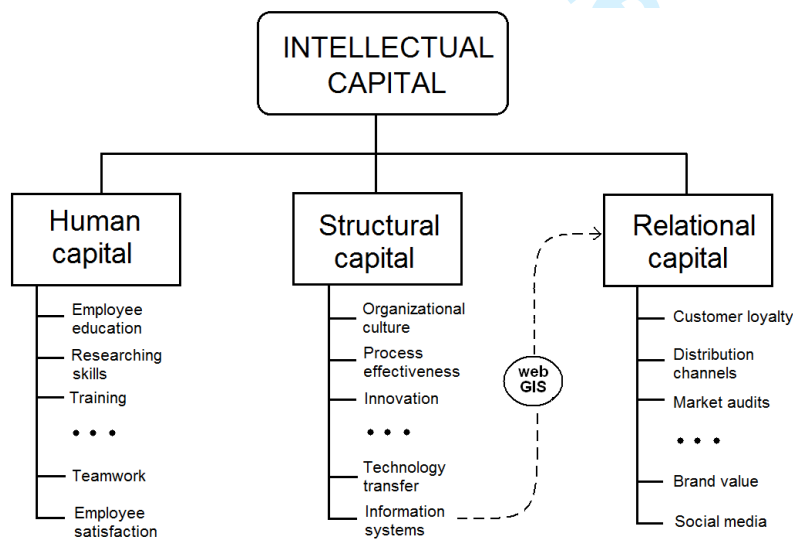 INTELLECTUAL
CAPITAL
Human
capital
Employee
education
Researching
skills
Training
• • •
Teamwork
Employee
satisfaction
Structural
capital
Organizational
culture
Process
effectiveness
Innovation
• • •
Technology
transfer
Information
systems
web
GIS
Relational
capital
Customer loyalty
Distribution
channels
Market audits
• • •
Brand value
Social media